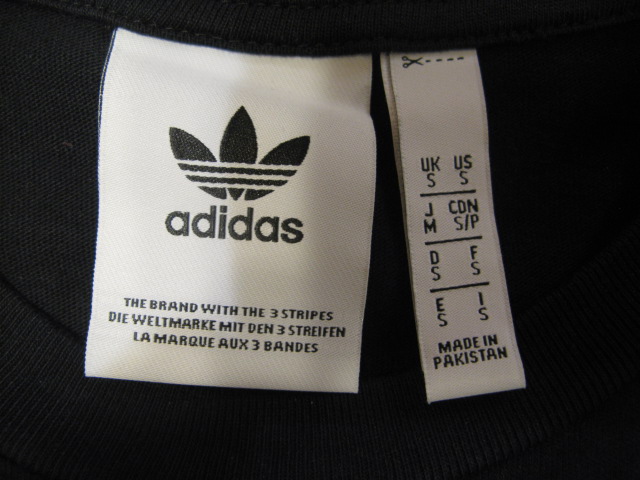 adidas
THE BRAND WITH THE 3 STRIPES
DIE WELTMARKE MIT DEN 3 STREIFEN
LA MARQUE AUX 3 BANDES
UK US
S S
J CDN
M S/P
D F
S S
E I
S S
MADE IN
PAKISTAN